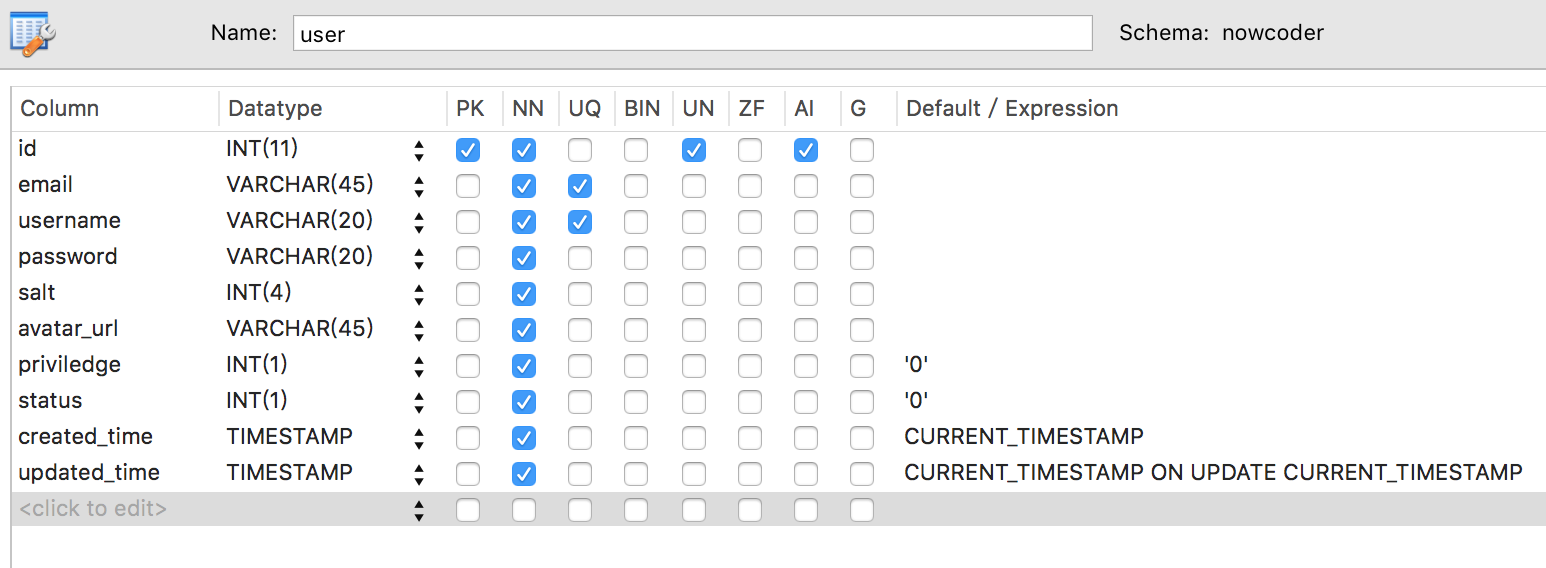 Name: user Schema: nowcoder
Column Datatype PK NN UQ BIN UN ZF AI G Default / Expression
id INT(11)
email VARCHAR(45)
username VARCHAR(20)
password VARCHAR(20)
salt INT(4)
avatar_url VARCHAR(45)
priviledge INT(1) '0'
status INT(1) '0'
created_time TIMESTAMP CURRENT_TIMESTAMP
updated_time TIMESTAMP CURRENT_TIMESTAMP ON UPDATE CURRENT_TIMESTAMP
<click to edit>